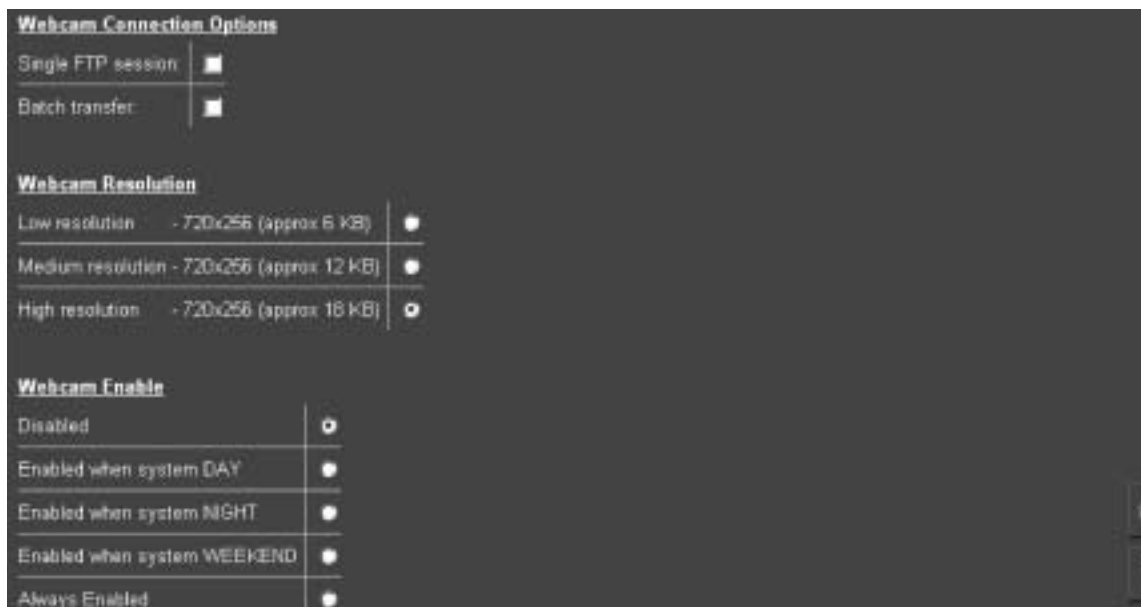 Webcam Connection Options
Single FTP session:
Batch transfer:
Webcam Resolution
Low resolution - 720x256 (approx 6 KB)
Medium resolution - 720x256 (approx 12 KB)
High resolution - 720x256 (approx 18 KB)
Webcam Enable
Disabled
Enabled when system DAY
Enabled when system NIGHT
Enabled when system WEEKEND
Always Enabled